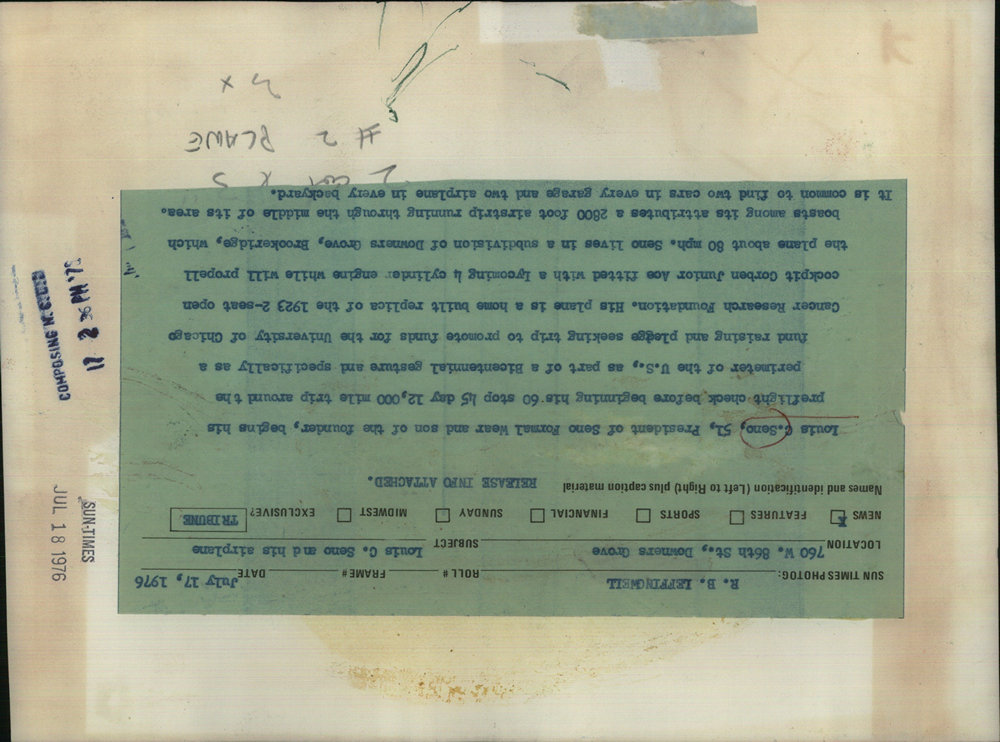 SUN TIMES PHOTOG: R. B. LEFFINGWELL ROLL # FRAME # DATE July 17, 1976
LOCATION 760 W. 86th St., Downers Grove SUBJECT Louis C. Seno and his airplane
NEWS X FEATURES SPORTS FINANCIAL SUNDAY MIDWEST EXCLUSIVE? TRIBUNE
Names and identification (Left to Right) plus caption material RELEASE INFO ATTACHED.
Louis C.Seno, 51, President of Seno Formal Wear and son of the founder, begins his
preflight check before beginning his 60 stop 45 day 12,000 mile trip around the
perimeter of the U.S., as part of a Bicentennial gesture and specifically as a
fund raising and pledge seeking trip to promote funds for the University of Chicago
Cancer Research Foundation. His plane is a home built replica of the 1923 2-seat open
cockpit Corben Junior Ace fitted with a Lycoming 4 cylinder engine while will propell
the plane about 80 mph. Seno lives in a subdivision of Downers Grove, Brookeridge, which
boasts among its attributes a 2800 foot airstrip running through the middle of its area.
It is common to find two cars in every garage and two airplane in every backyard.
2 col x 5
# 2 PLANE
COMPOSING
SUN-TIMES
JUL 18 1976